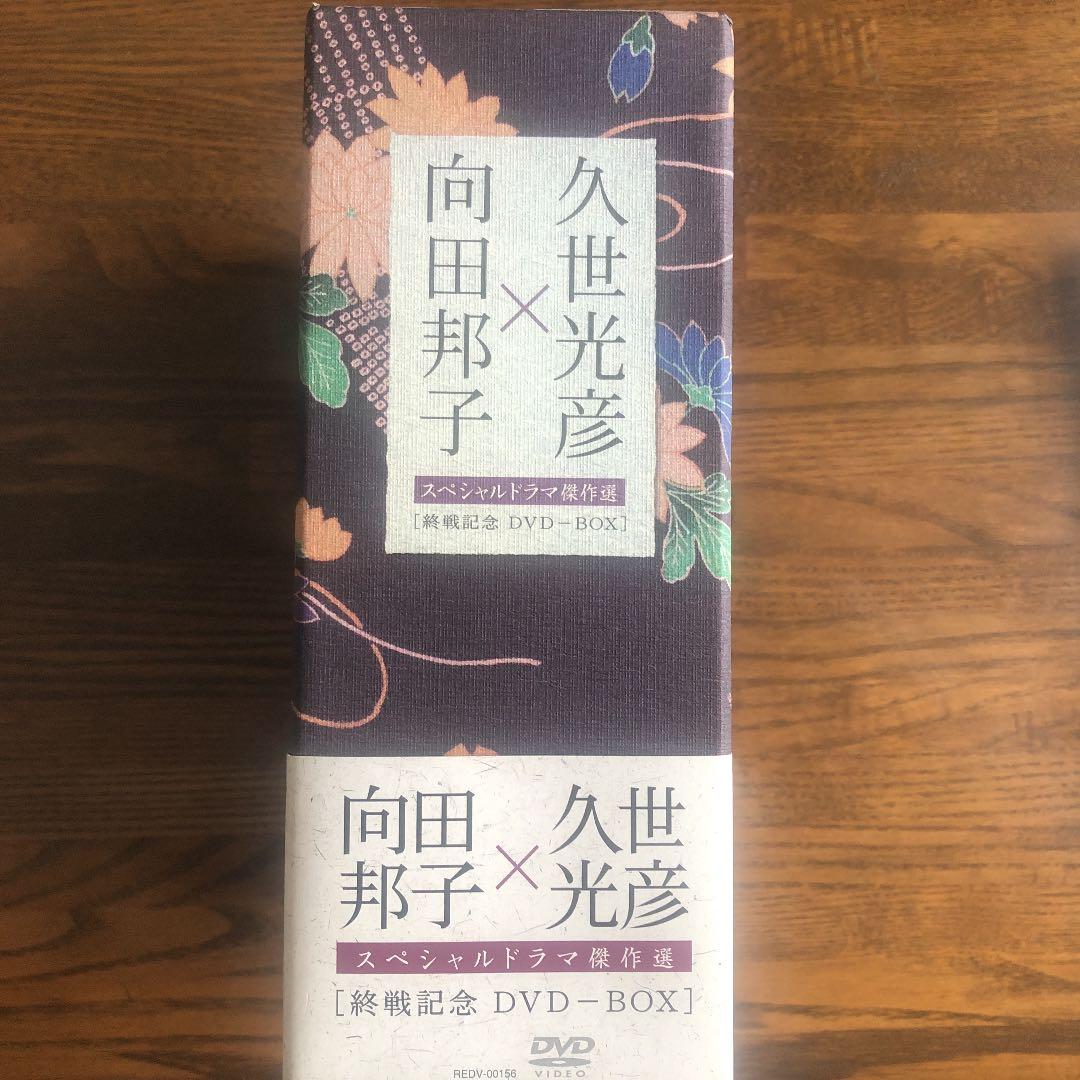 向田邦子
×
久世光彦
スペシャルドラマ傑作選
[終戦記念 DVD-BOX]
向田
邦子
×
久世
光彦
スペシャルドラマ傑作選
[終戦記念 DVD-BOX]
DVD
VIDEO
REDV-00156